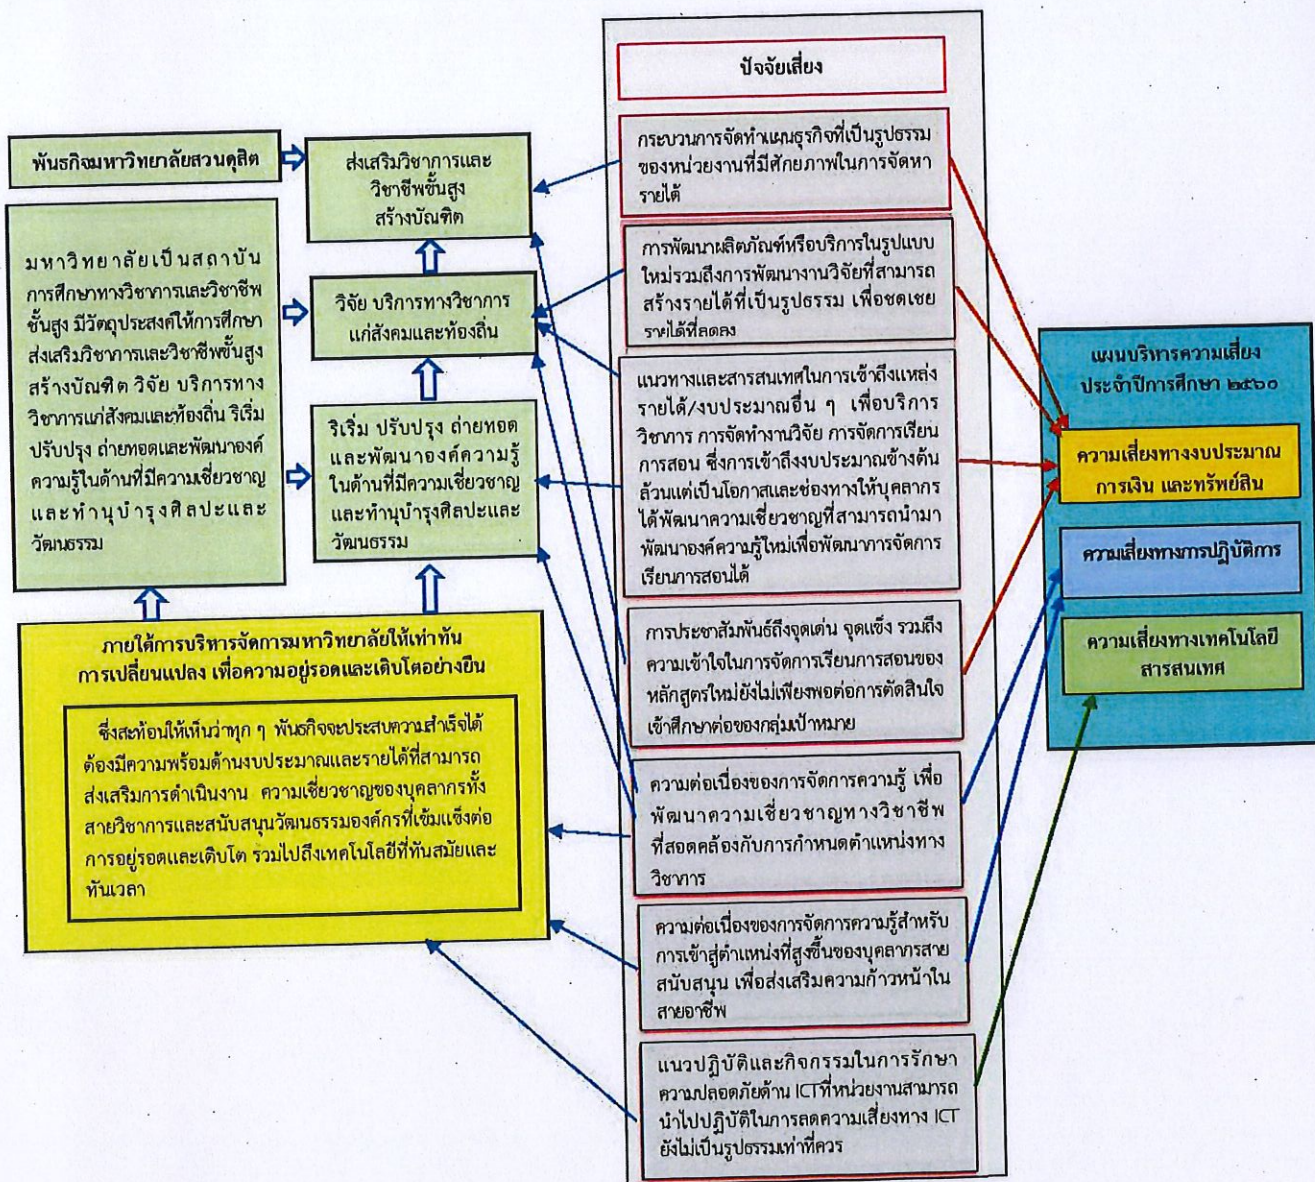 พันธกิจมหาวิทยาลัยสวนดุสิต
มหาวิทยาลัยเป็นสถาบัน
การศึกษาทางวิชาการและวิชาชีพ
ชั้นสูง มีวัตถุประสงค์ให้การศึกษา
ส่งเสริมวิชาการและวิชาชีพชั้นสูง
สร้างบัณฑิต วิจัย บริการทาง
วิชาการแก่สังคมและท้องถิ่น ริเริ่ม
ปรับปรุง ถ่ายทอดและพัฒนาองค์
ความรู้ในด้านที่มีความเชี่ยวชาญ
และทำนุบำรุงศิลปะและ
วัฒนธรรม
ส่งเสริมวิชาการและ
วิชาชีพชั้นสูง
สร้างบัณฑิต
วิจัย บริการทางวิชาการ
แก่สังคมและท้องถิ่น
ริเริ่ม ปรับปรุง ถ่ายทอด
และพัฒนาองค์ความรู้
ในด้านที่มีความเชี่ยวชาญ
และทำนุบำรุงศิลปะและ
วัฒนธรรม
ภายใต้การบริหารจัดการมหาวิทยาลัยให้เท่าทัน
การเปลี่ยนแปลง เพื่อความอยู่รอดและเติบโตอย่างยืน
ซึ่งสะท้อนให้เห็นว่าทุก ๆ พันธกิจจะประสบความสำเร็จได้
ต้องมีความพร้อมด้านงบประมาณและรายได้ที่สามารถ
ส่งเสริมการดำเนินงาน ความเชี่ยวชาญของบุคลากรทั้ง
สายวิชาการและสนับสนุนวัฒนธรรมองค์กรที่เข้มแข็งต่อ
การอยู่รอดและเติบโต รวมไปถึงเทคโนโลยีที่ทันสมัยและ
ทันเวลา
ปัจจัยเสี่ยง
กระบวนการจัดทำแผนธุรกิจที่เป็นรูปธรรม
ของหน่วยงานที่มีศักยภาพในการจัดหา
รายได้
การพัฒนาผลิตภัณฑ์หรือบริการในรูปแบบ
ใหม่รวมถึงการพัฒนางานวิจัยที่สามารถ
สร้างรายได้ที่เป็นรูปธรรม เพื่อชดเชย
รายได้ที่ลดลง
แนวทางและสารสนเทศในการเข้าถึงแหล่ง
รายได้/งบประมาณอื่น ๆ เพื่อบริการ
วิชาการ การจัดทำงานวิจัย การจัดการเรียน
การสอน ซึ่งการเข้าถึงงบประมาณข้างต้น
ล้วนแต่เป็นโอกาสและช่องทางให้บุคลากร
ได้พัฒนาความเชี่ยวชาญที่สามารถนำมา
พัฒนาองค์ความรู้ใหม่เพื่อพัฒนาการจัดการ
เรียนการสอนได้
การประชาสัมพันธ์ถึงจุดเด่น จุดแข็ง รวมถึง
ความเข้าใจในการจัดการเรียนการสอนของ
หลักสูตรใหม่ยังไม่เพียงพอต่อการตัดสินใจ
เข้าศึกษาต่อของกลุ่มเป้าหมาย
ความต่อเนื่องของการจัดการความรู้ เพื่อ
พัฒนาความเชี่ยวชาญทางวิชาชีพ
ที่สอดคล้องกับการกำหนดตำแหน่งทาง
วิชาการ
ความต่อเนื่องของการจัดการความรู้สำหรับ
การเข้าสู่ตำแหน่งที่สูงขึ้นของบุคลากรสาย
สนับสนุน เพื่อส่งเสริมความก้าวหน้าใน
สายอาชีพ
แนวปฏิบัติและกิจกรรมในการรักษา
ความปลอดภัยด้าน ICTที่หน่วยงานสามารถ
นำไปปฏิบัติในการลดความเสี่ยงทาง ICT
ยังไม่เป็นรูปธรรมเท่าที่ควร
แผนบริหารความเสี่ยง
ประจำปีการศึกษา ๒๕๖๐
ความเสี่ยงทางงบประมาณ
การเงิน และทรัพย์สิน
ความเสี่ยงทางการปฏิบัติการ
ความเสี่ยงทางเทคโนโลยี
สารสนเทศ